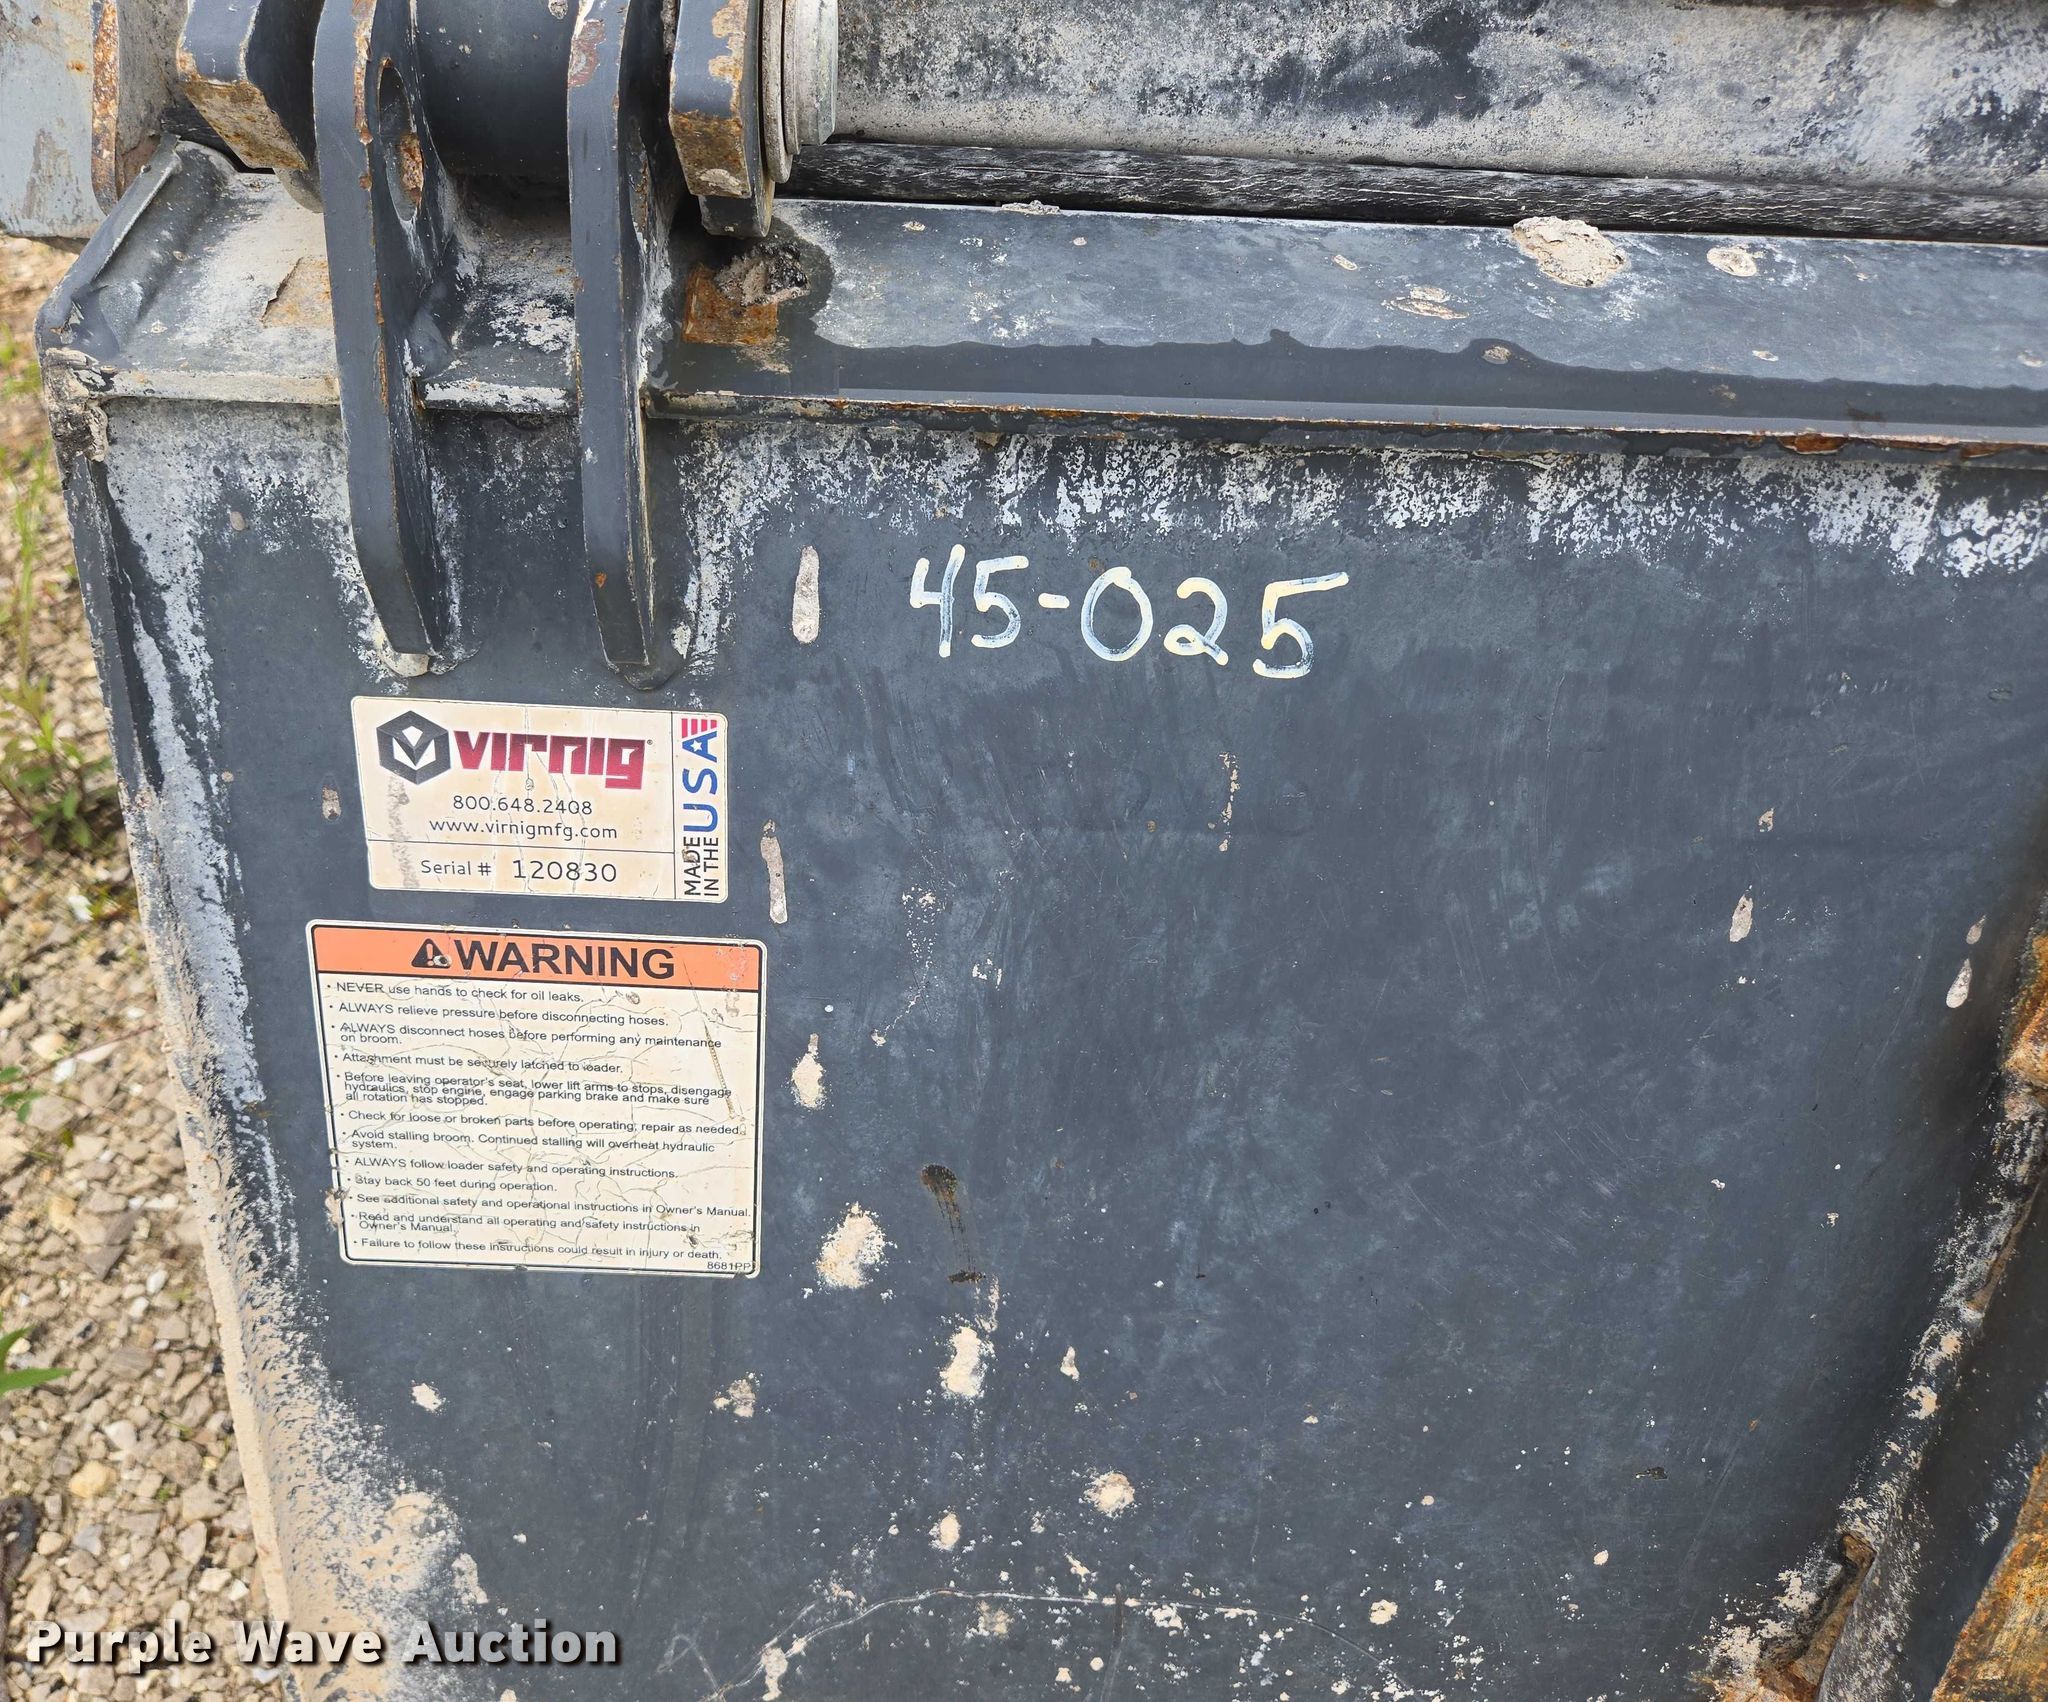 45-025
VIRNIG®
800.648.2408
www.virnigmfg.com
Serial # 120830
MADE IN THE USA
WARNING
• NEVER use hands to check for oil leaks.
• ALWAYS relieve pressure before disconnecting hoses.
• ALWAYS disconnect hoses before performing any maintenance
on broom.
• Attachment must be securely latched to loader.
• Before leaving operator's seat, lower lift arms to stops, disengage
hydraulics, stop engine, engage parking brake and make sure
all rotation has stopped.
• Check for loose or broken parts before operating; repair as needed.
• Avoid stalling broom. Continued stalling will overheat hydraulic
system.
• ALWAYS follow loader safety and operating instructions.
• Stay back 50 feet during operation.
• See additional safety and operational instructions in Owner's Manual.
• Read and understand all operating and safety instructions in
Owner's Manual.
• Failure to follow these instructions could result in injury or death.
8681PP
Purple Wave Auction